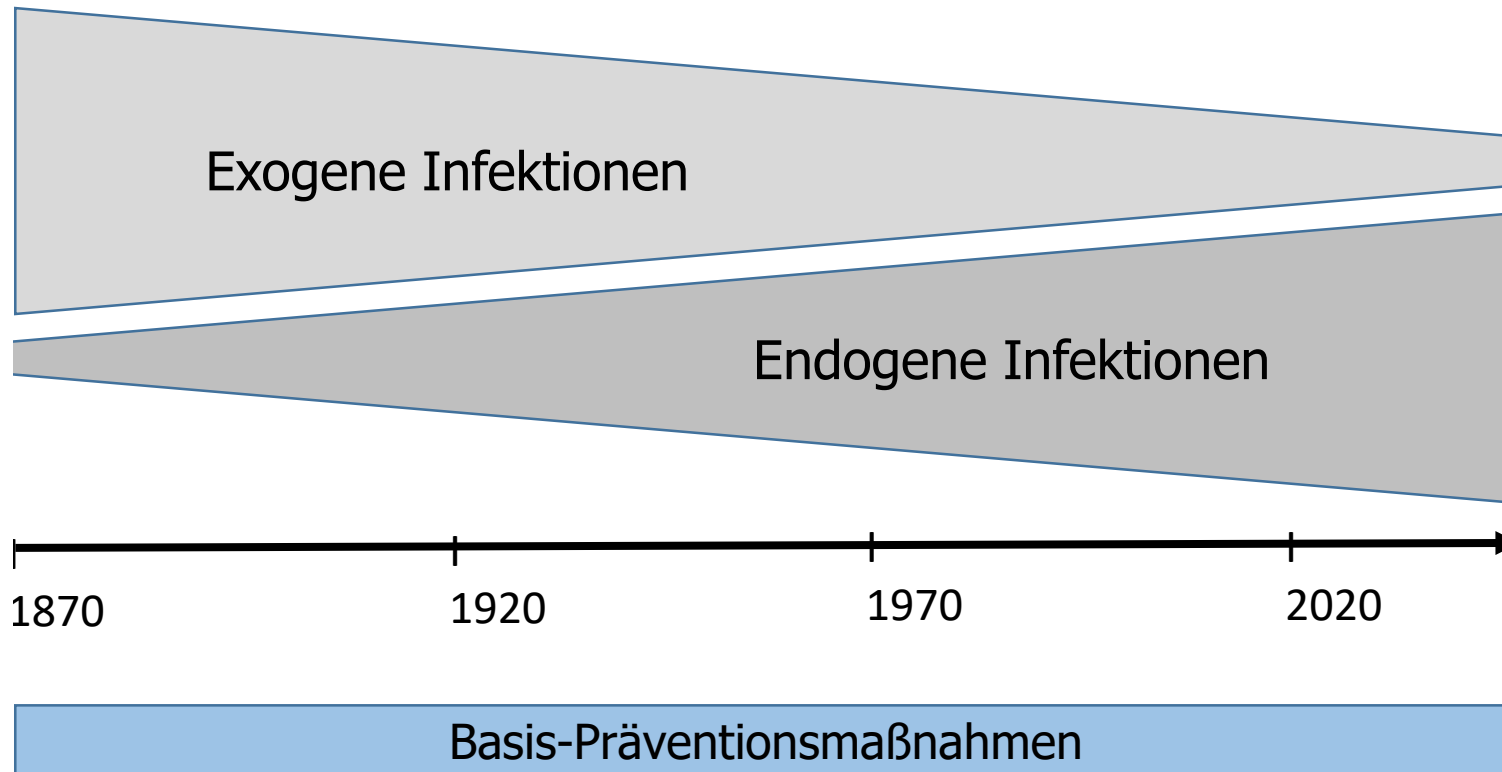 Exogene Infektionen
Endogene Infektionen
1870 1920 1970 2020
Basis-Präventionsmaßnahmen